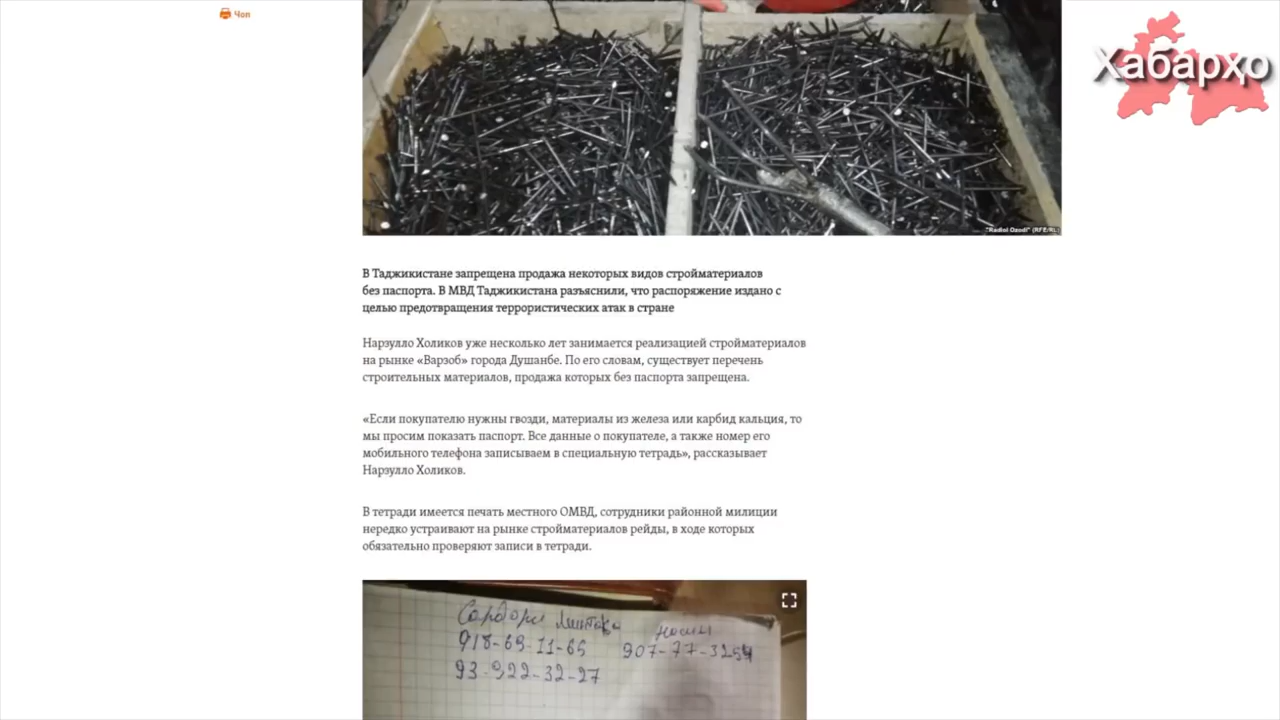 Чоп
Хабарҳо
"Radioi Ozodi" (RFE/RL)
В Таджикистане запрещена продажа некоторых видов стройматериалов
без паспорта. В МВД Таджикистана разъяснили, что распоряжение издано с
целью предотвращения террористических атак в стране
Нарзулло Холиков уже несколько лет занимается реализацией стройматериалов
на рынке «Варзоб» города Душанбе. По его словам, существует перечень
строительных материалов, продажа которых без паспорта запрещена.
«Если покупателю нужны гвозди, материалы из железа или карбид кальция, то
мы просим показать паспорт. Все данные о покупателе, а также номер его
мобильного телефона записываем в специальную тетрадь», рассказывает
Нарзулло Холиков.
В тетради имеется печать местного ОМВД, сотрудники районной милиции
нередко устраивают на рынке стройматериалов рейды, в ходе которых
обязательно проверяют записи в тетради.
Сардори
918-69-11-65
93-922-32-27